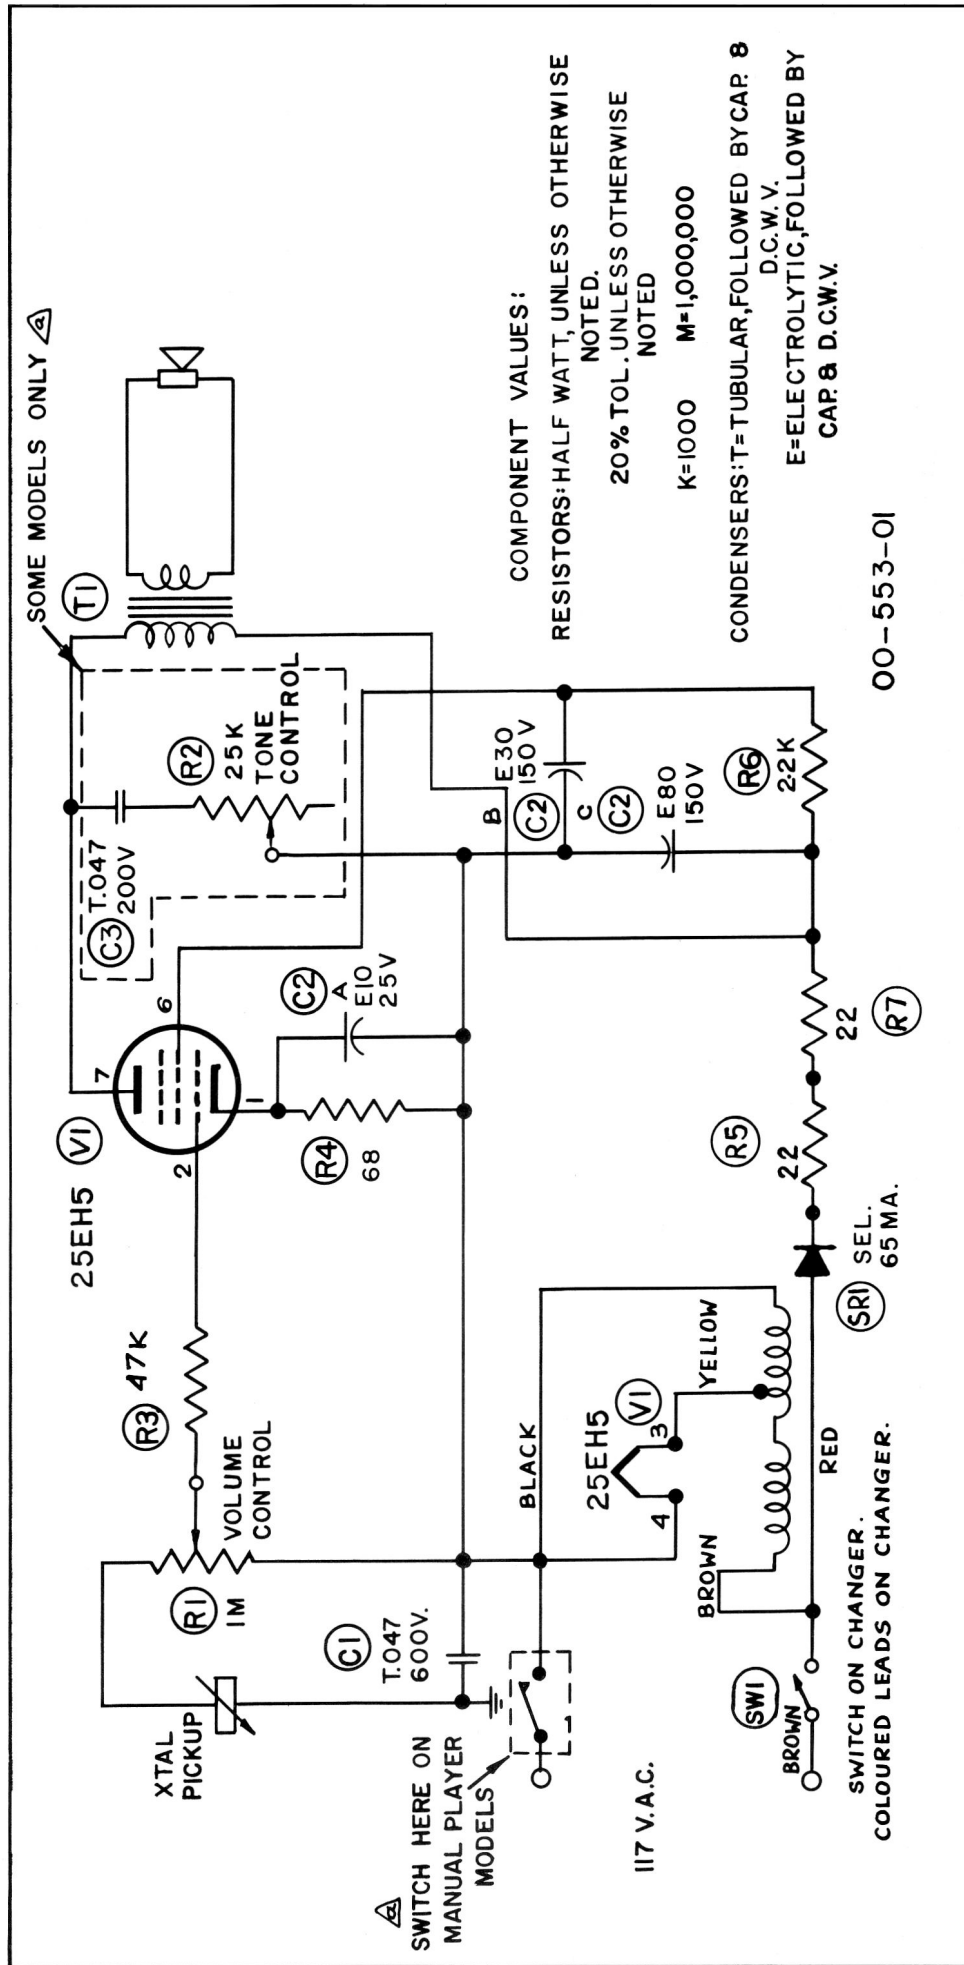 SOME MODELS ONLY a
T1
C3
T.047
200V
R2
25K
TONE
CONTROL
25EH5
V1
7
6
2
1
C2
A
E10
25V
R4
68
R3
47K
VOLUME
CONTROL
R1
1M
XTAL
PICKUP
C1
T.047
600V.
a
SWITCH HERE ON
MANUAL PLAYER
MODELS
117 V.A.C.
BLACK
25EH5
V1
4
3
YELLOW
BROWN
RED
SW1
BROWN
SWITCH ON CHANGER.
COLOURED LEADS ON CHANGER.
SR1
SEL.
65 MA.
R5
22
22
R7
B
E30
150V
C2
C
C2
E80
150V
R6
2.2K
COMPONENT VALUES:
RESISTORS: HALF WATT, UNLESS OTHERWISE
NOTED.
20% TOL. UNLESS OTHERWISE
NOTED
K=1000 M=1,000,000
CONDENSERS: T=TUBULAR, FOLLOWED BY CAP. &
D.C.W.V.
E=ELECTROLYTIC, FOLLOWED BY
CAP. & D.C.W.V.
00-553-01